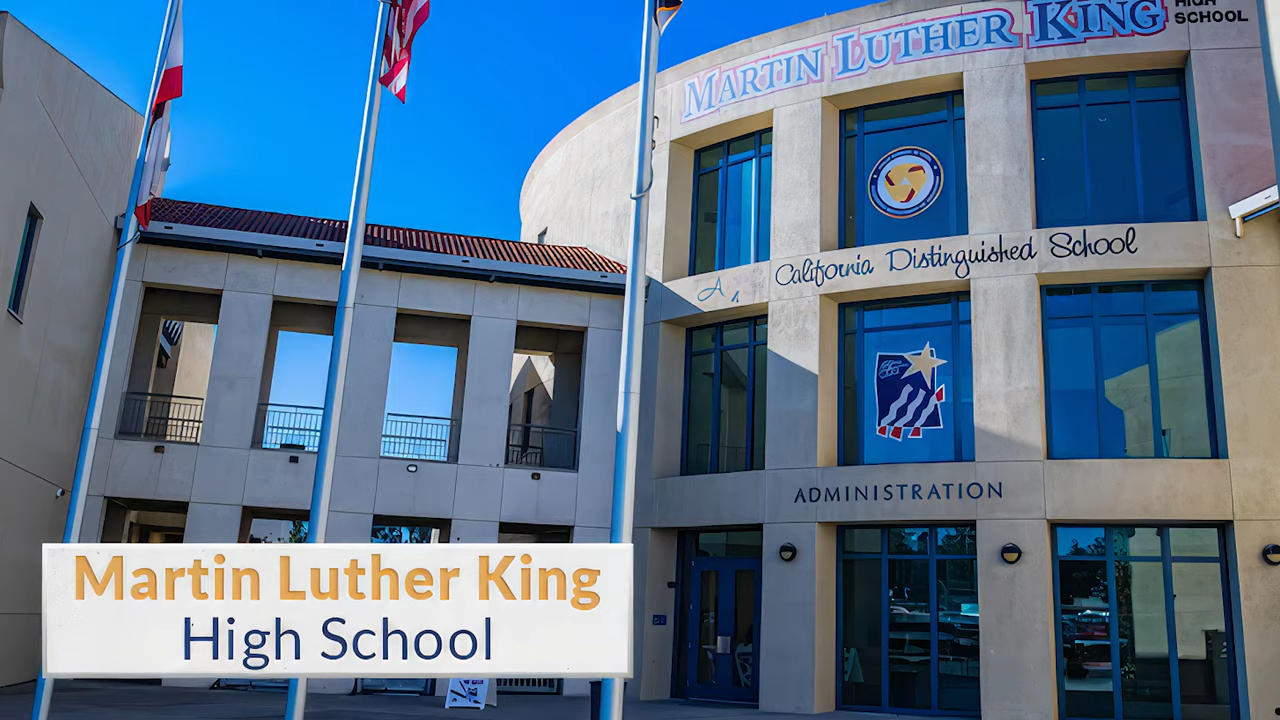 MARTIN LUTHER KING HIGH SCHOOL
A California Distinguished School
ADMINISTRATION
Martin Luther King
High School